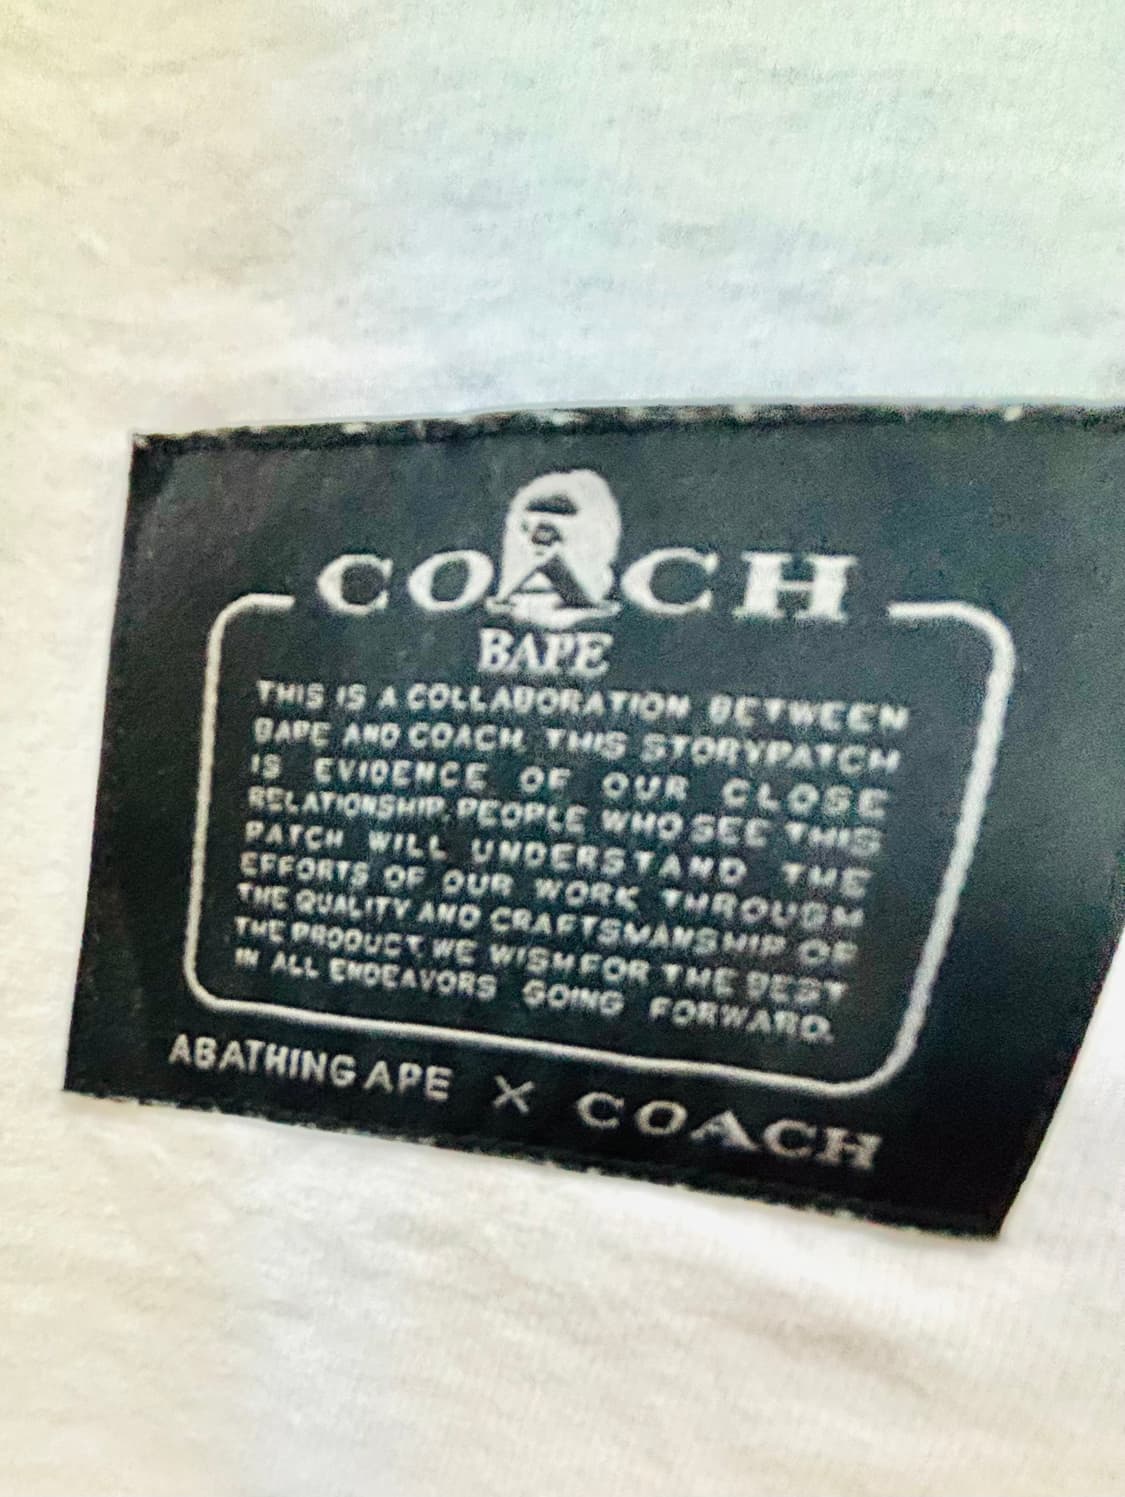 COACH
BAPE
THIS IS A COLLABORATION BETWEEN
BAPE AND COACH. THIS STORYPATCH
IS EVIDENCE OF OUR CLOSE
RELATIONSHIP. PEOPLE WHO SEE THIS
PATCH WILL UNDERSTAND THE
EFFORTS OF OUR WORK THROUGH
THE QUALITY AND CRAFTSMANSHIP OF
THE PRODUCT. WE WISH FOR THE BEST
IN ALL ENDEAVORS GOING FORWARD.
A BATHING APE X COACH